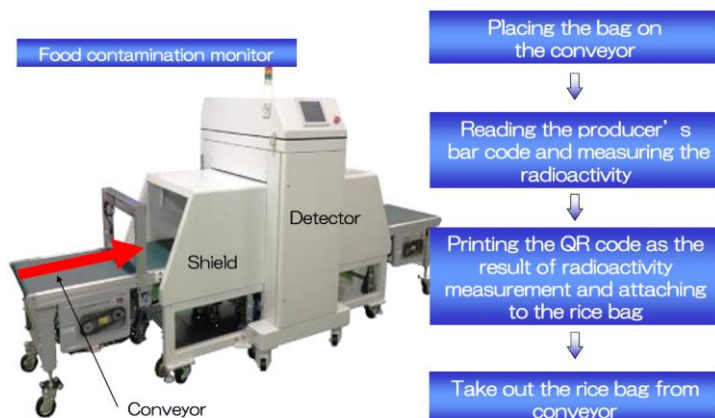 Food contamination monitor
Detector
Shield
Conveyor
Placing the bag on
the conveyor
Reading the producer’s
bar code and measuring the
radioactivity
Printing the QR code as the
result of radioactivity
measurement and attaching
to the rice bag
Take out the rice bag from
conveyor